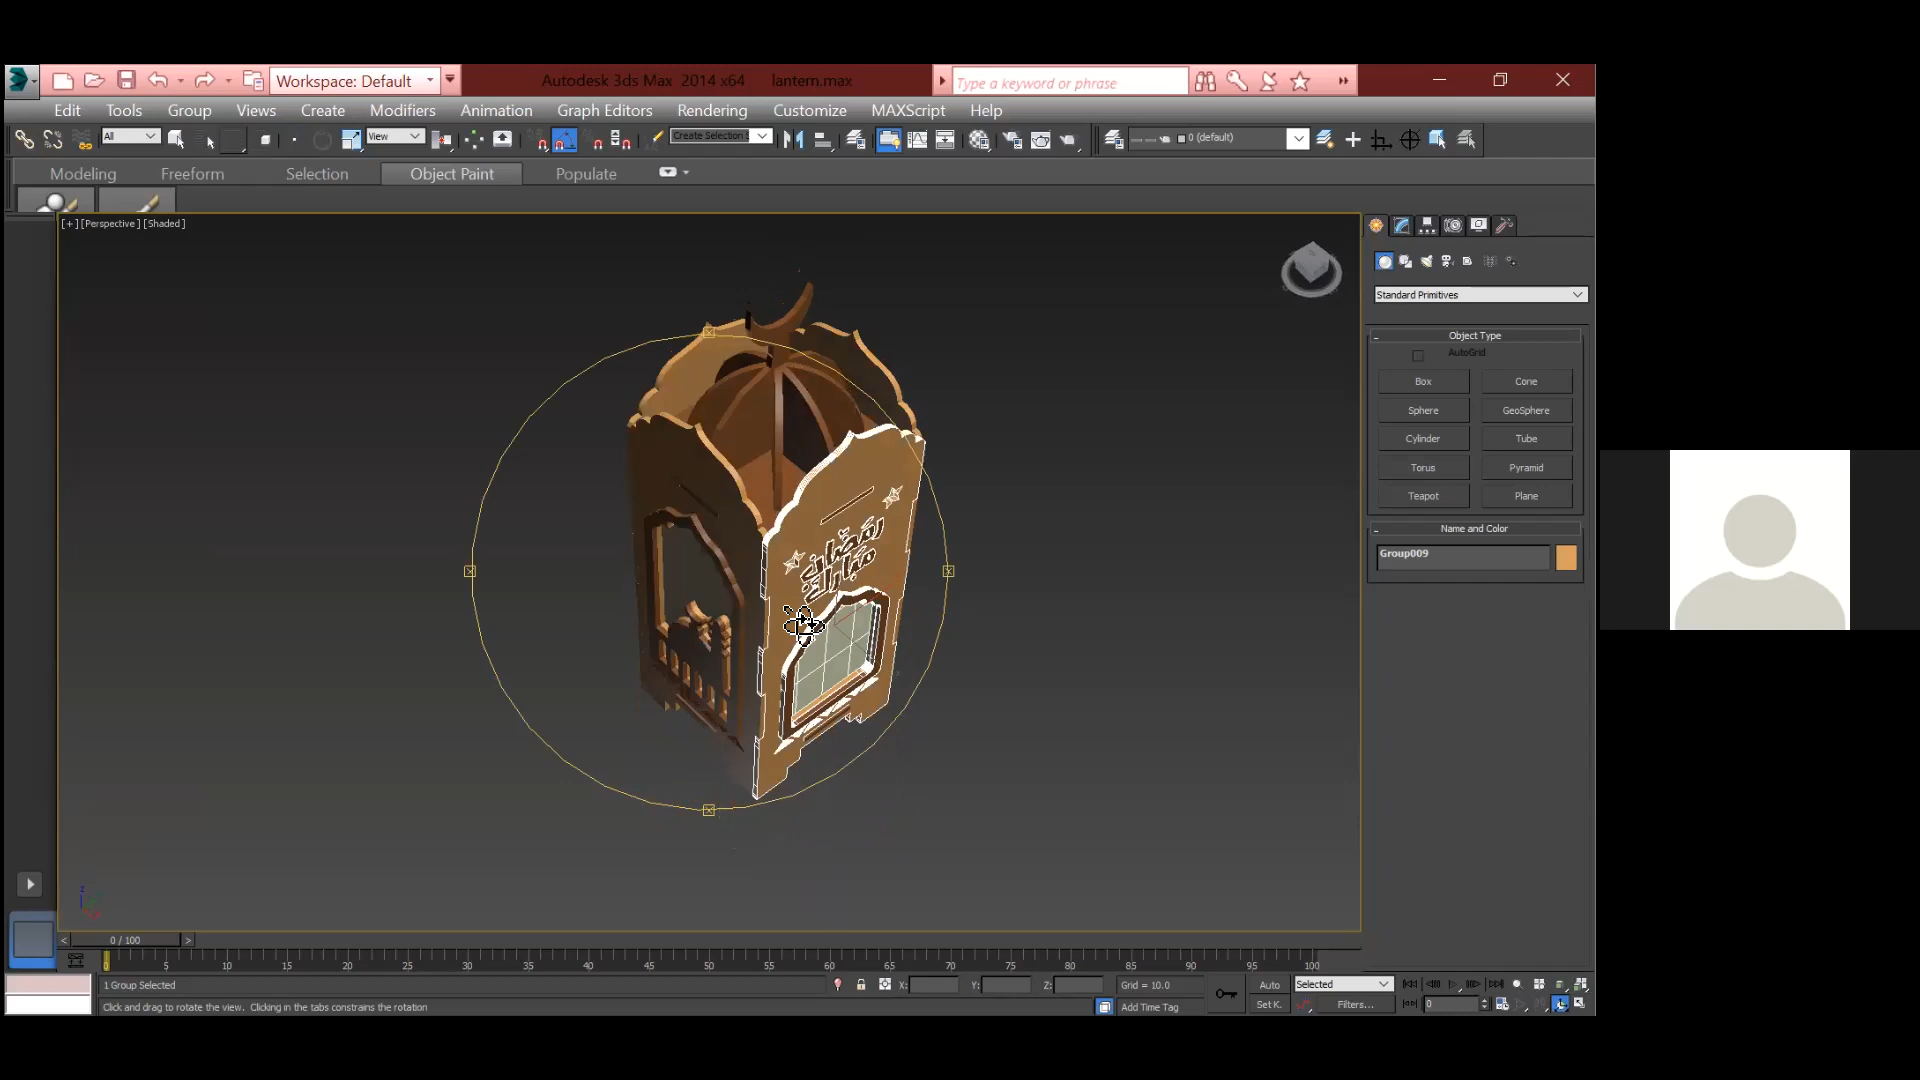 Workspace: Default
Autodesk 3ds Max 2014 x64 lantern.max
Type a keyword or phrase
Edit Tools Group Views Create Modifiers Animation Graph Editors Rendering Customize MAXScript Help
All
View
Create Selection S
0 (default)
Modeling Freeform Selection Object Paint Populate
[+] [Perspective] [Shaded]
Standard Primitives
Object Type
AutoGrid
Box Cone
Sphere GeoSphere
Cylinder Tube
Torus Pyramid
Teapot Plane
Name and Color
Group009
رمضان
مبارك
z
< 0 / 100 >
0 5 10 15 20 25 30 35 40 45 50 55 60 65 70 75 80 85 90 95 100
1 Group Selected
X: Y: Z: Grid = 10.0
Auto Selected
Click and drag to rotate the view. Clicking in the tabs constrains the rotation
Add Time Tag
Set K. Filters... 0